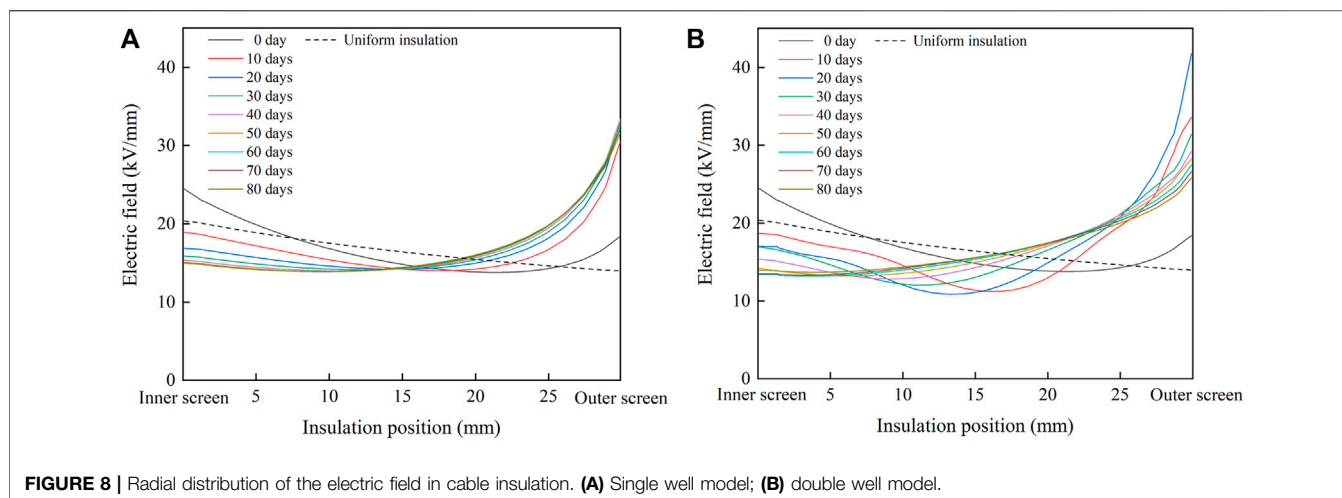 A
Electric field (kV/mm)
40
30
20
10
0
0 day
Uniform insulation
10 days
20 days
30 days
40 days
50 days
60 days
70 days
80 days
Inner screen 5 10 15 20 25 Outer screen
Insulation position (mm)
B
Electric field (kV/mm)
40
30
20
10
0
0 day
Uniform insulation
10 days
20 days
30 days
40 days
50 days
60 days
70 days
80 days
Inner screen 5 10 15 20 25 Outer screen
Insulation position (mm)
FIGURE 8 | Radial distribution of the electric field in cable insulation. (A) Single well model; (B) double well model.